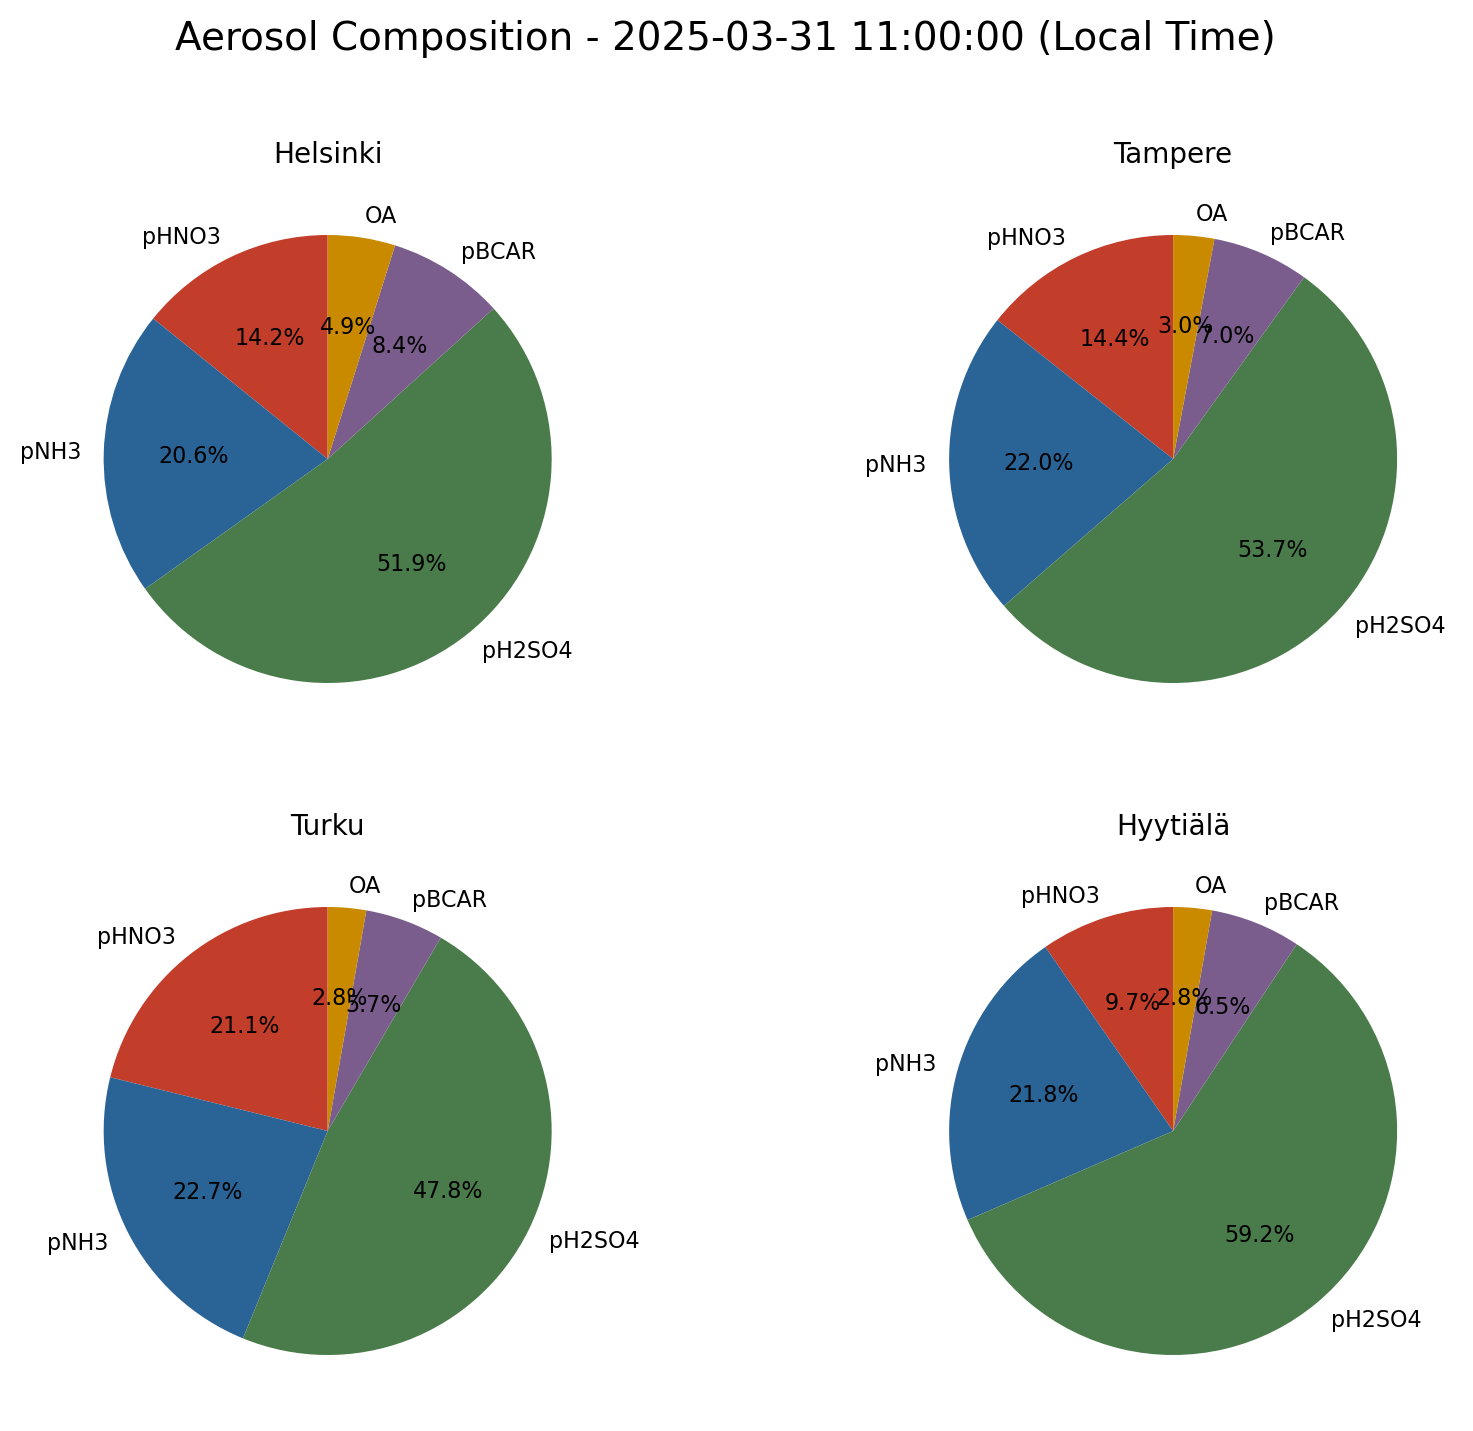 Aerosol Composition - 2025-03-31 11:00:00 (Local Time)
Helsinki
OA
pHNO3
pBCAR
4.9%
14.2%
8.4%
pNH3
20.6%
51.9%
pH2SO4
Tampere
OA
pHNO3
pBCAR
3.0%
7.0%
14.4%
pNH3
22.0%
53.7%
pH2SO4
Turku
OA
pBCAR
pHNO3
2.8%
5.7%
21.1%
22.7%
47.8%
pNH3
pH2SO4
Hyytiälä
OA
pHNO3
pBCAR
9.7%
2.8%
6.5%
pNH3
21.8%
59.2%
pH2SO4